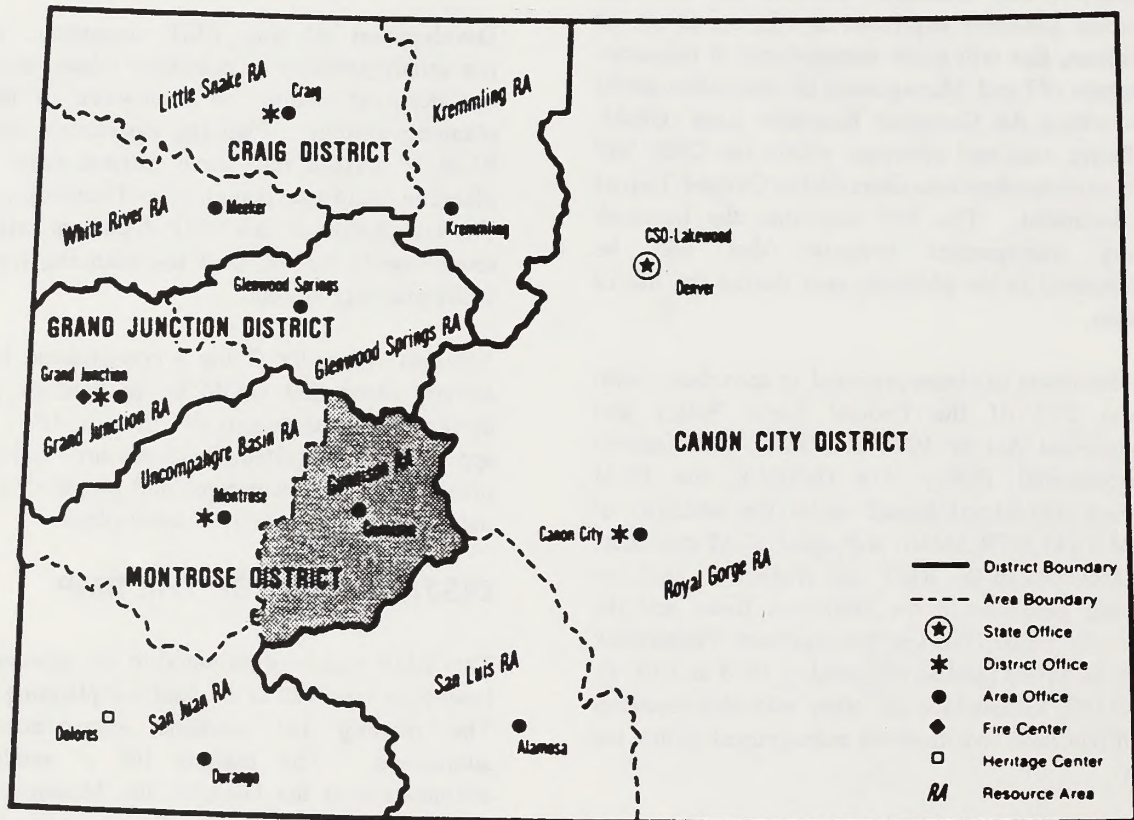 Little Snake RA
Craig
Kremmling RA
CRAIG DISTRICT
White River RA
Meeker
Kremmling
CSO-Lakewood
Denver
Glenwood Springs
GRAND JUNCTION DISTRICT
Glenwood Springs RA
Grand Junction
Grand Junction RA
Uncompahgre Basin RA
CANON CITY DISTRICT
Gunnison RA
Montrose
Gunnison
Canon City
MONTROSE DISTRICT
Royal Gorge RA
San Luis RA
San Juan RA
Dolores
Durango
Alamosa
District Boundary
Area Boundary
State Office
District Office
Area Office
Fire Center
Heritage Center
RA Resource Area